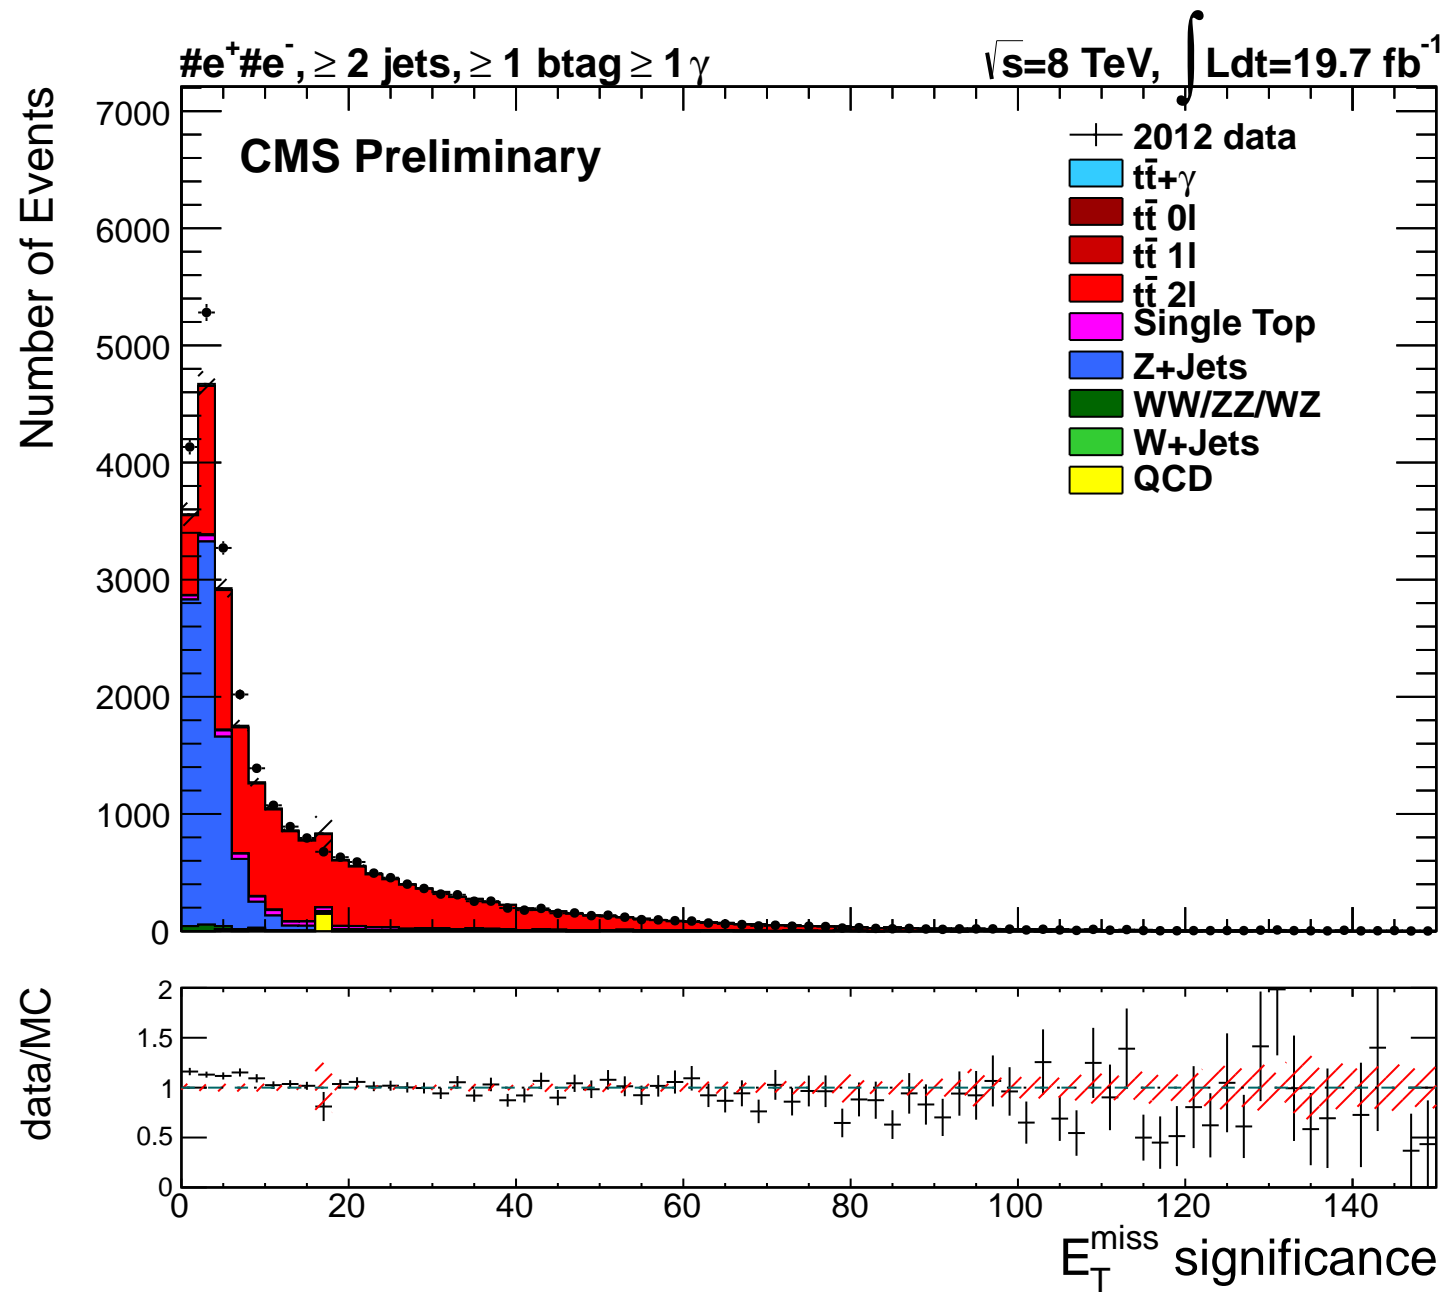 #e⁺#e⁻, ≥ 2 jets, ≥ 1 btag ≥ 1γ
√s=8 TeV, ∫Ldt=19.7 fb⁻¹
CMS Preliminary
2012 data
tt̄+γ
tt̄ 0l
tt̄ 1l
tt̄ 2l
Single Top
Z+Jets
WW/ZZ/WZ
W+Jets
QCD
Number of Events
7000
6000
5000
4000
3000
2000
1000
0
data/MC
2
1.5
1
0.5
0
0 20 40 60 80 100 120 140
E_T^miss significance